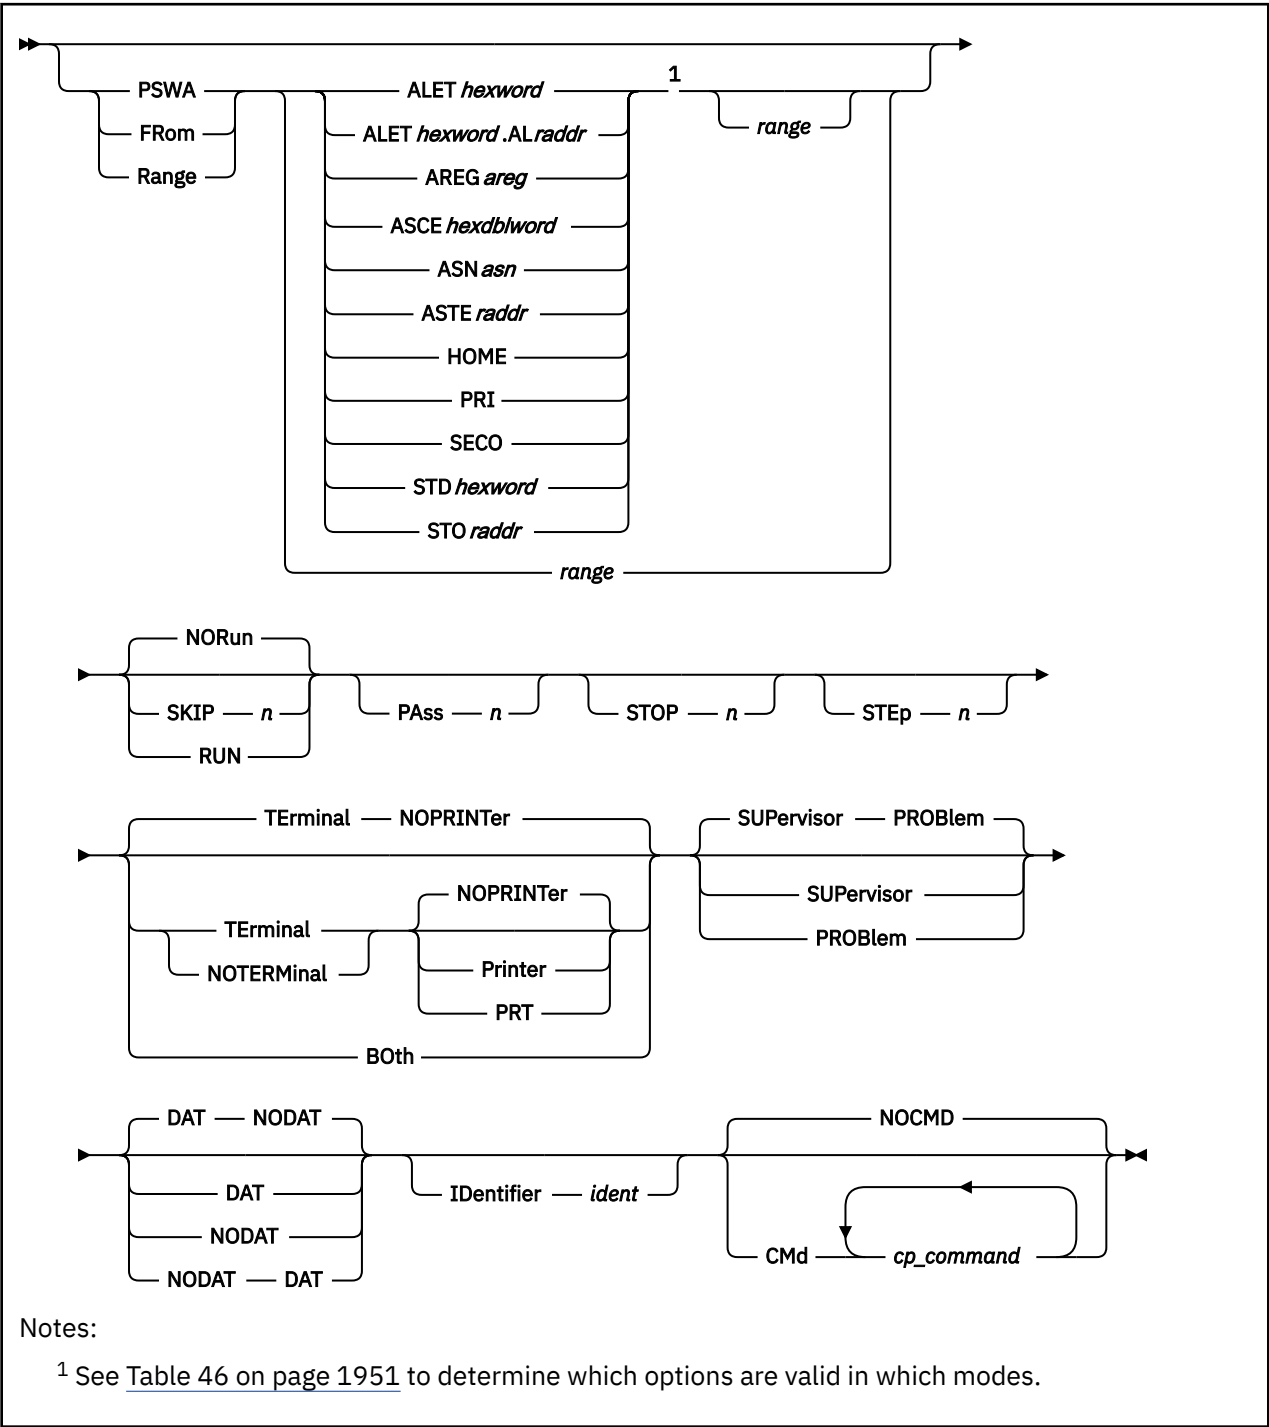 PSWA
FRom
Range
ALET hexword
ALET hexword .ALraddr
AREG areg
ASCE hexdblword
ASN asn
ASTE raddr
HOME
PRI
SECO
STD hexword
STO raddr
1
range
range
NORun
SKIP n
RUN
PAss n
STOP n
STEp n
TErminal NOPRINTer
TErminal
NOTERMinal
NOPRINTer
Printer
PRT
BOth
SUPervisor PROBlem
SUPervisor
PROBlem
DAT NODAT
DAT
NODAT
NODAT DAT
IDentifier ident
NOCMD
CMd cp_command
Notes:
1 See Table 46 on page 1951 to determine which options are valid in which modes.